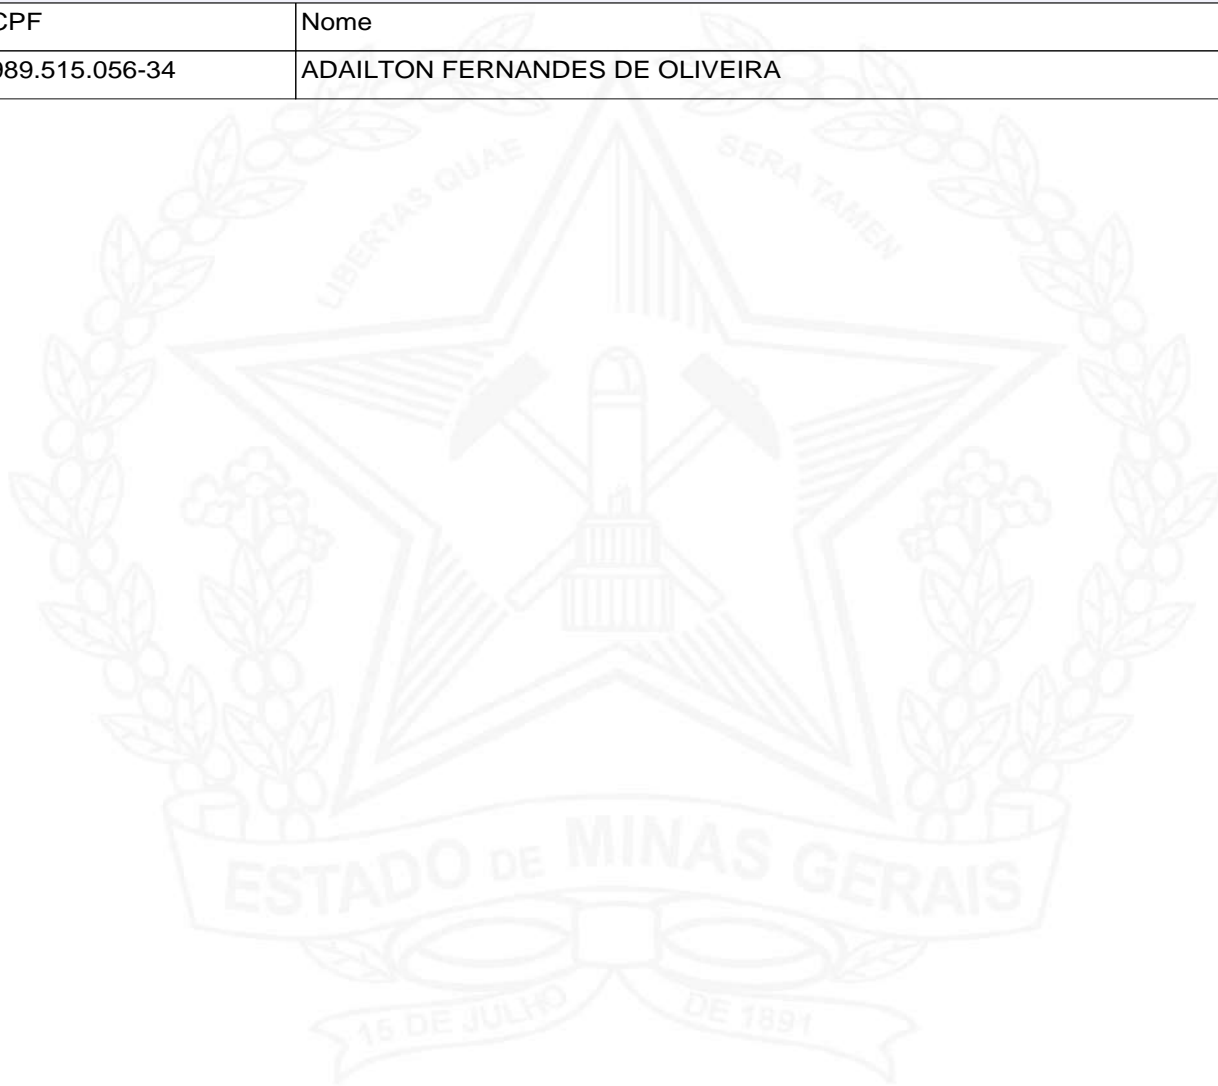 CPF Nome
989.515.056-34 ADAILTON FERNANDES DE OLIVEIRA
LIBERTAS QUAE SERA TAMEN
ESTADO DE MINAS GERAIS
15 DE JULHO DE 1891